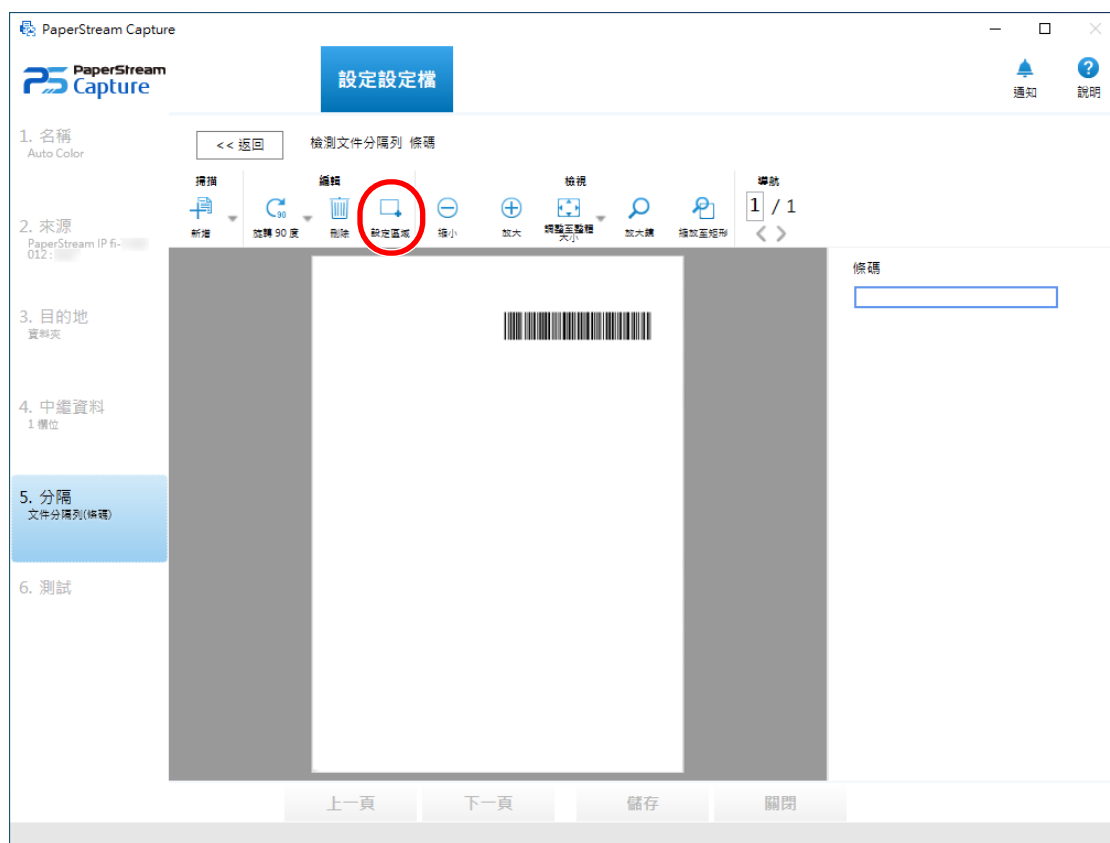 PaperStream Capture
PaperStream
Capture
設定設定檔
通知
說明
1. 名稱
Auto Color
2. 來源
PaperStream IP fi-
012 :
3. 目的地
資料夾
4. 中繼資料
1 欄位
5. 分隔
文件分隔列(條碼)
6. 測試
<< 返回
檢測文件分隔列 條碼
掃描
編輯
檢視
導航
新增
90
旋轉 90 度
刪除
設定區域
縮小
放大
調整至整體
大小
放大鏡
縮放至矩形
1 / 1
< >
條碼
上一頁
下一頁
儲存
關閉